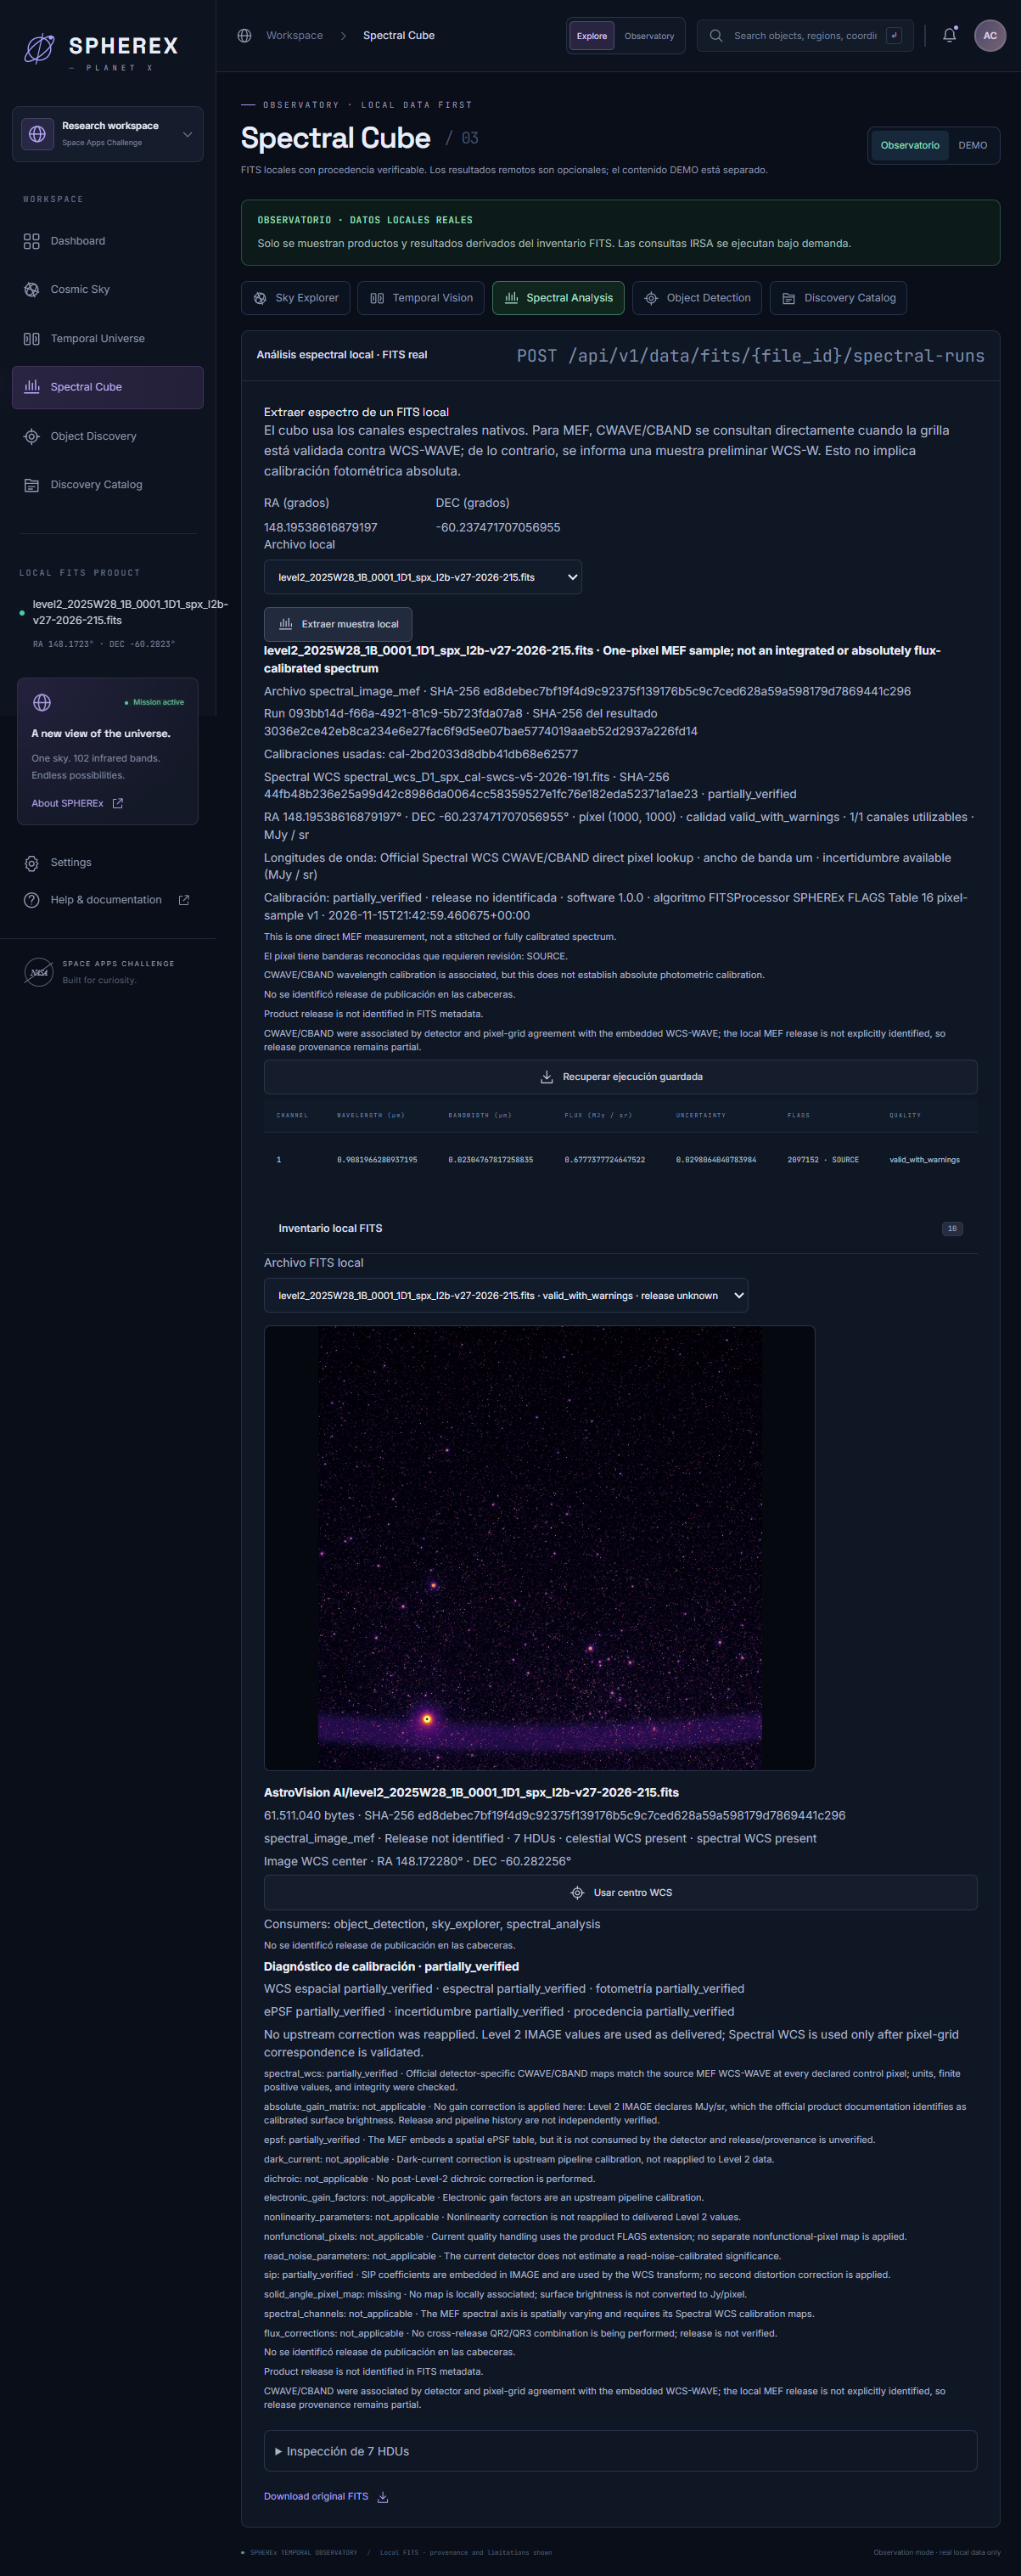 SPHEREX
— PLANET X
Research workspace
Space Apps Challenge
WORKSPACE
Dashboard
Cosmic Sky
Temporal Universe
Spectral Cube
Object Discovery
Discovery Catalog
LOCAL FITS PRODUCT
level2_2025W28_1B_0001_1D1_spx_l2b-
v27-2026-215.fits
RA 148.1723° · DEC -60.2823°
Mission active
A new view of the universe.
One sky. 102 infrared bands.
Endless possibilities.
About SPHEREx
Settings
Help & documentation
NASA
SPACE APPS CHALLENGE
Built for curiosity.
Workspace
Spectral Cube
Explore
Observatory
Search objects, regions, coordin
AC
OBSERVATORY · LOCAL DATA FIRST
Spectral Cube / 03
FITS locales con procedencia verificable. Los resultados remotos son opcionales; el contenido DEMO está separado.
Observatorio
DEMO
OBSERVATORIO · DATOS LOCALES REALES
Solo se muestran productos y resultados derivados del inventario FITS. Las consultas IRSA se ejecutan bajo demanda.
Sky Explorer
Temporal Vision
Spectral Analysis
Object Detection
Discovery Catalog
Análisis espectral local · FITS real
POST /api/v1/data/fits/{file_id}/spectral-runs
Extraer espectro de un FITS local
El cubo usa los canales espectrales nativos. Para MEF, CWAVE/CBAND se consultan directamente cuando la grilla
está validada contra WCS-WAVE; de lo contrario, se informa una muestra preliminar WCS-W. Esto no implica
calibración fotométrica absoluta.
RA (grados)
DEC (grados)
148.19538616879197
-60.237471707056955
Archivo local
level2_2025W28_1B_0001_1D1_spx_l2b-v27-2026-215.fits
Extraer muestra local
level2_2025W28_1B_0001_1D1_spx_l2b-v27-2026-215.fits · One-pixel MEF sample; not an integrated or absolutely flux-
calibrated spectrum
Archivo spectral_image_mef · SHA-256 ed8debec7bf19f4d9c92375f139176b5c9c7ced628a59a598179d7869441c296
Run 093bb14d-f66a-4921-81c9-5b723fda07a8 · SHA-256 del resultado
3036e2ce42eb8ca234e6e27fac6f9d5ee07bae5774019aaeb52d2937a226fd14
Calibraciones usadas: cal-2bd2033d8dbb41db68e62577
Spectral WCS spectral_wcs_D1_spx_cal-swcs-v5-2026-191.fits · SHA-256
44fb48b236e25a99d42c8986da0064cc58359527e1fc76e182eda52371a1ae23 · partially_verified
RA 148.19538616879197° · DEC -60.237471707056955° · píxel (1000, 1000) · calidad valid_with_warnings · 1/1 canales utilizables ·
MJy / sr
Longitudes de onda: Official Spectral WCS CWAVE/CBAND direct pixel lookup · ancho de banda um · incertidumbre available
(MJy / sr)
Calibración: partially_verified · release no identificada · software 1.0.0 · algoritmo FITSProcessor SPHEREx FLAGS Table 16 pixel-
sample v1 · 2026-11-15T21:42:59.460675+00:00
This is one direct MEF measurement, not a stitched or fully calibrated spectrum.
El píxel tiene banderas reconocidas que requieren revisión: SOURCE.
CWAVE/CBAND wavelength calibration is associated, but this does not establish absolute photometric calibration.
No se identificó release de publicación en las cabeceras.
Product release is not identified in FITS metadata.
CWAVE/CBAND were associated by detector and pixel-grid agreement with the embedded WCS-WAVE; the local MEF release is not explicitly identified, so
release provenance remains partial.
Recuperar ejecución guardada
CHANNEL WAVELENGTH (µm) BANDWIDTH (µm) FLUX (MJy / sr) UNCERTAINTY FLAGS QUALITY
1 0.9081966280937195 0.02304767817258835 0.6777377724647522 0.0298064040783984 2097152 · SOURCE valid_with_warnings
Inventario local FITS
10
Archivo FITS local
level2_2025W28_1B_0001_1D1_spx_l2b-v27-2026-215.fits · valid_with_warnings · release unknown
AstroVision AI/level2_2025W28_1B_0001_1D1_spx_l2b-v27-2026-215.fits
61.511.040 bytes · SHA-256 ed8debec7bf19f4d9c92375f139176b5c9c7ced628a59a598179d7869441c296
spectral_image_mef · Release not identified · 7 HDUs · celestial WCS present · spectral WCS present
Image WCS center · RA 148.172280° · DEC -60.282256°
Usar centro WCS
Consumers: object_detection, sky_explorer, spectral_analysis
No se identificó release de publicación en las cabeceras.
Diagnóstico de calibración · partially_verified
WCS espacial partially_verified · espectral partially_verified · fotometría partially_verified
ePSF partially_verified · incertidumbre partially_verified · procedencia partially_verified
No upstream correction was reapplied. Level 2 IMAGE values are used as delivered; Spectral WCS is used only after pixel-grid
correspondence is validated.
spectral_wcs: partially_verified · Official detector-specific CWAVE/CBAND maps match the source MEF WCS-WAVE at every declared control pixel; units, finite
positive values, and integrity were checked.
absolute_gain_matrix: not_applicable · No gain correction is applied here: Level 2 IMAGE declares MJy/sr, which the official product documentation identifies as
calibrated surface brightness. Release and pipeline history are not independently verified.
epsf: partially_verified · The MEF embeds a spatial ePSF table, but it is not consumed by the detector and release/provenance is unverified.
dark_current: not_applicable · Dark-current correction is upstream pipeline calibration, not reapplied to Level 2 data.
dichroic: not_applicable · No post-Level-2 dichroic correction is performed.
electronic_gain_factors: not_applicable · Electronic gain factors are an upstream pipeline calibration.
nonlinearity_parameters: not_applicable · Nonlinearity correction is not reapplied to delivered Level 2 values.
nonfunctional_pixels: not_applicable · Current quality handling uses the product FLAGS extension; no separate nonfunctional-pixel map is applied.
read_noise_parameters: not_applicable · The current detector does not estimate a read-noise-calibrated significance.
sip: partially_verified · SIP coefficients are embedded in IMAGE and are used by the WCS transform; no second distortion correction is applied.
solid_angle_pixel_map: missing · No map is locally associated; surface brightness is not converted to Jy/pixel.
spectral_channels: not_applicable · The MEF spectral axis is spatially varying and requires its Spectral WCS calibration maps.
flux_corrections: not_applicable · No cross-release QR2/QR3 combination is being performed; release is not verified.
No se identificó release de publicación en las cabeceras.
Product release is not identified in FITS metadata.
CWAVE/CBAND were associated by detector and pixel-grid agreement with the embedded WCS-WAVE; the local MEF release is not explicitly identified, so
release provenance remains partial.
Inspección de 7 HDUs
Download original FITS
SPHEREx TEMPORAL OBSERVATORY / Local FITS · provenance and limitations shown
Observation mode · real local data only